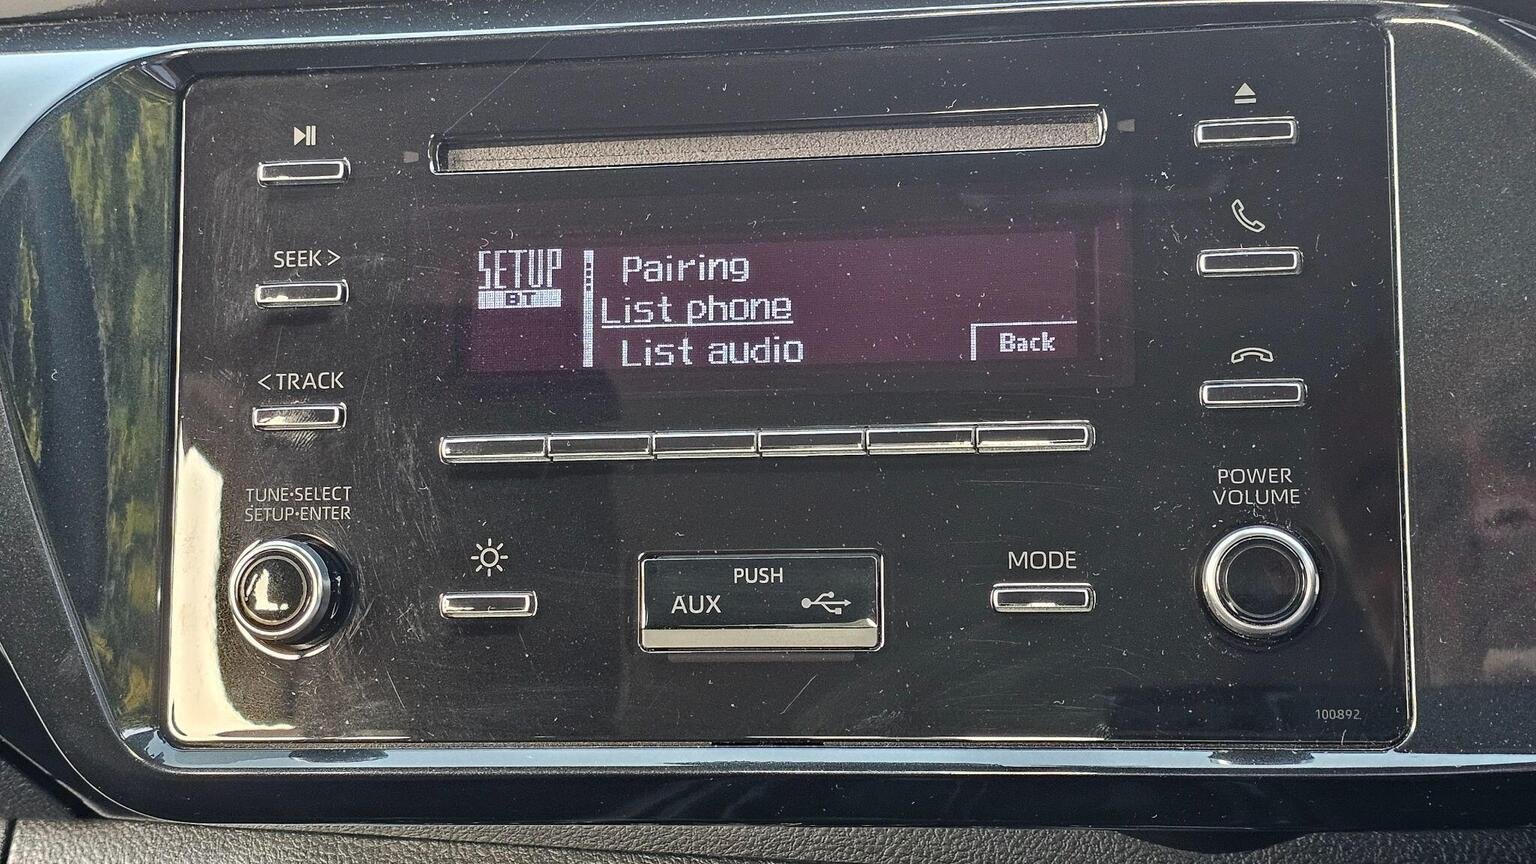 SEEK >
< TRACK
TUNE·SELECT
SETUP·ENTER
SETUP
BT
Pairing
List phone
List audio
Back
PUSH
AUX
MODE
POWER
VOLUME
100892